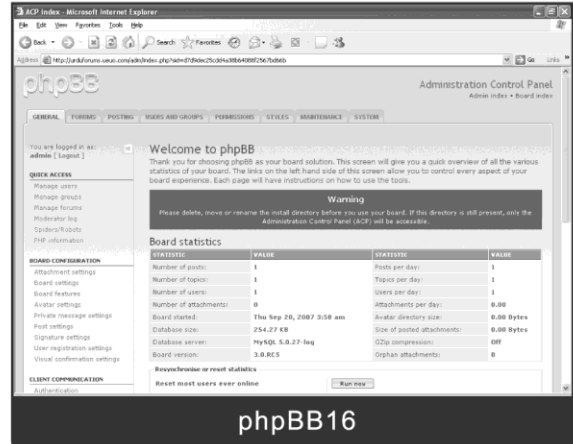 ACP Index - Microsoft Internet Explorer
File Edit View Favorites Tools Help
Back Search Favorites
Address http://urduforums.ueuo.com/adm/index.php?sid=d7d9dec25cdd4a38b64088f2567bd66b Go Links
phpBB
Administration Control Panel
Admin index • Board index
GENERAL FORUMS POSTING USERS AND GROUPS PERMISSIONS STYLES MAINTENANCE SYSTEM
You are logged in as:
admin [ Logout ]
QUICK ACCESS
Manage users
Manage groups
Manage forums
Moderator log
Spiders/Robots
PHP information
BOARD CONFIGURATION
Attachment settings
Board settings
Board features
Avatar settings
Private message settings
Post settings
Signature settings
User registration settings
Visual confirmation settings
CLIENT COMMUNICATION
Authentication
Welcome to phpBB
Thank you for choosing phpBB as your board solution. This screen will give you a quick overview of all the various
statistics of your board. The links on the left hand side of this screen allow you to control every aspect of your
board experience. Each page will have instructions on how to use the tools.
Warning
Please delete, move or rename the install directory before you use your board. If this directory is still present, only the
Administration Control Panel (ACP) will be accessible.
Board statistics
STATISTIC VALUE STATISTIC VALUE
Number of posts: 1 Posts per day: 1
Number of topics: 1 Topics per day: 1
Number of users: 1 Users per day: 1
Number of attachments: 0 Attachments per day: 0.00
Board started: Thu Sep 20, 2007 3:58 am Avatar directory size: 0.00 Bytes
Database size: 254.27 KB Size of posted attachments: 0.00 Bytes
Database server: MySQL 5.0.27-log GZip compression: Off
Board version: 3.0.RC5 Orphan attachments: 0
Resynchronise or reset statistics
Reset most users ever online Run now
phpBB16